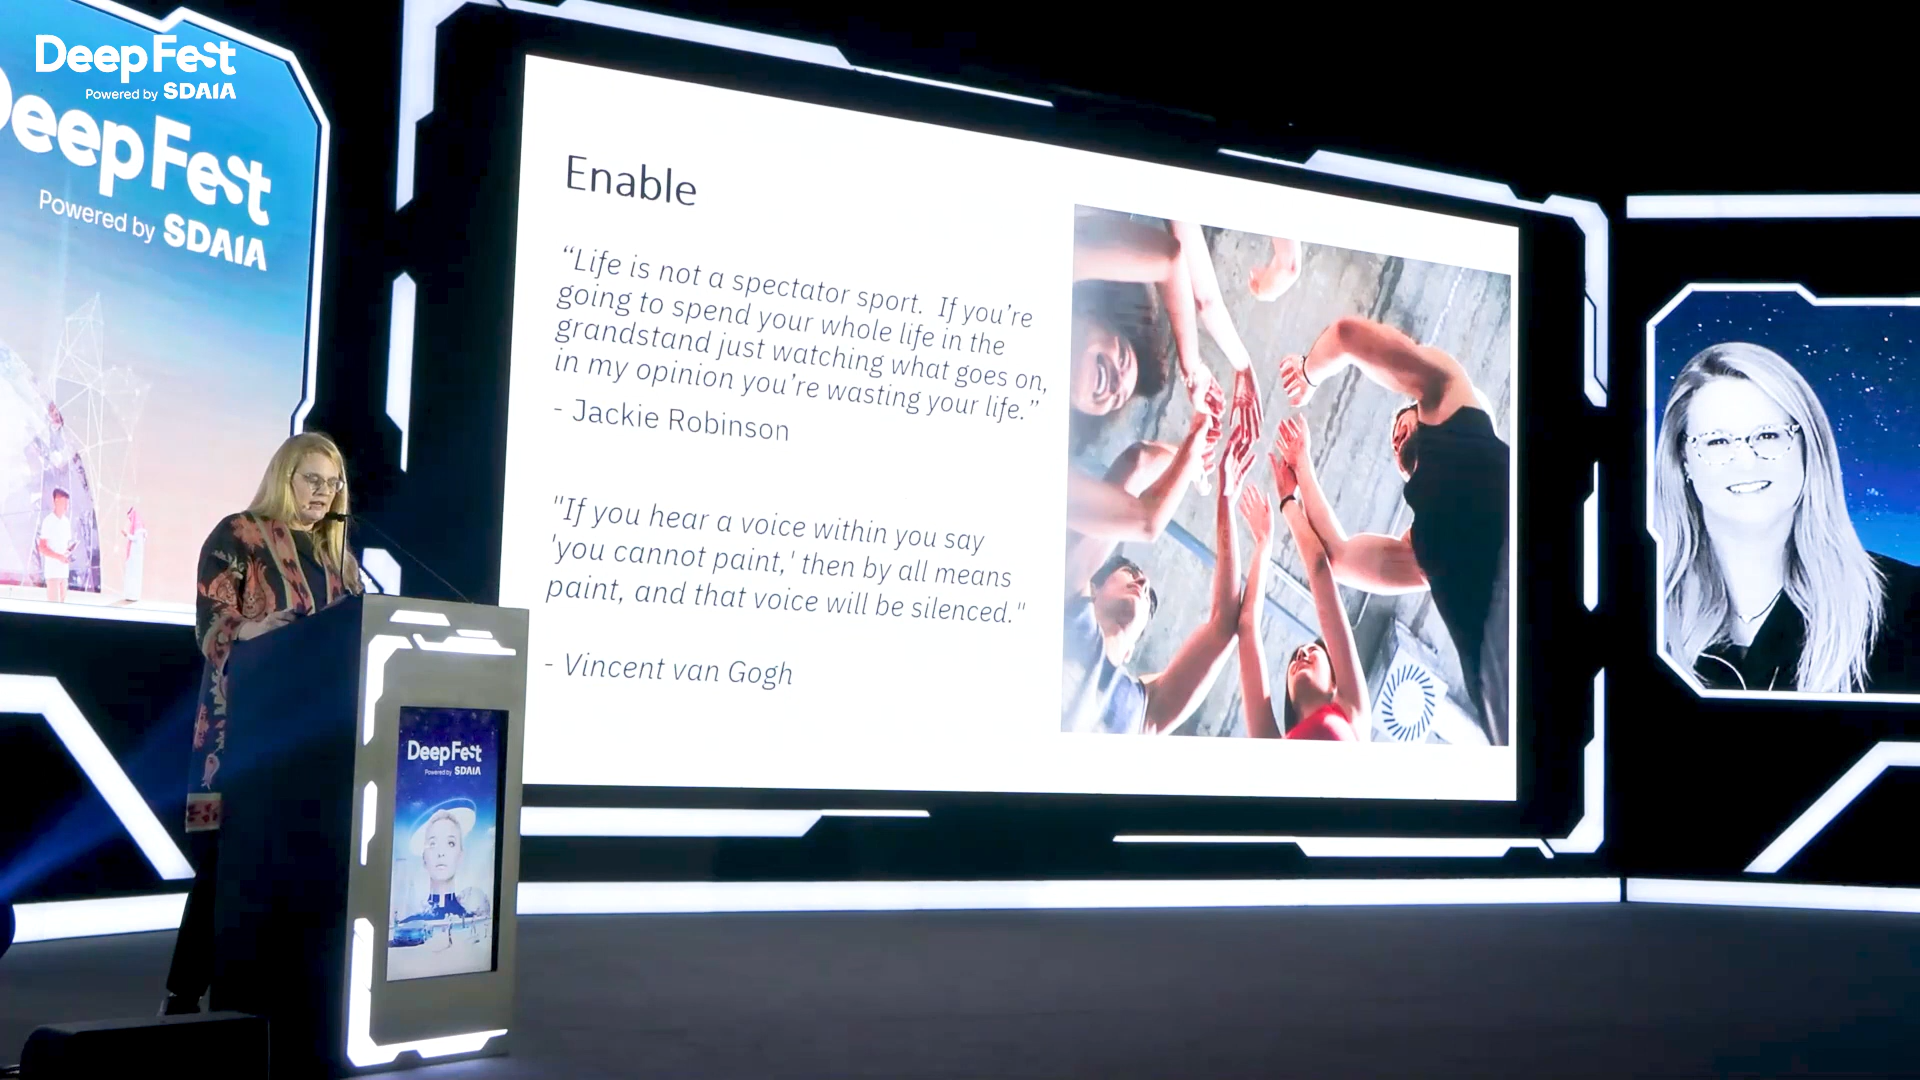 DeepFest
Powered by SDAIA
DeepFest
Powered by SDAIA
Enable
“Life is not a spectator sport.  If you’re
going to spend your whole life in the
grandstand just watching what goes on,
in my opinion you’re wasting your life.”
- Jackie Robinson
"If you hear a voice within you say
'you cannot paint,' then by all means
paint, and that voice will be silenced."
- Vincent van Gogh
DeepFest
Powered by SDAIA